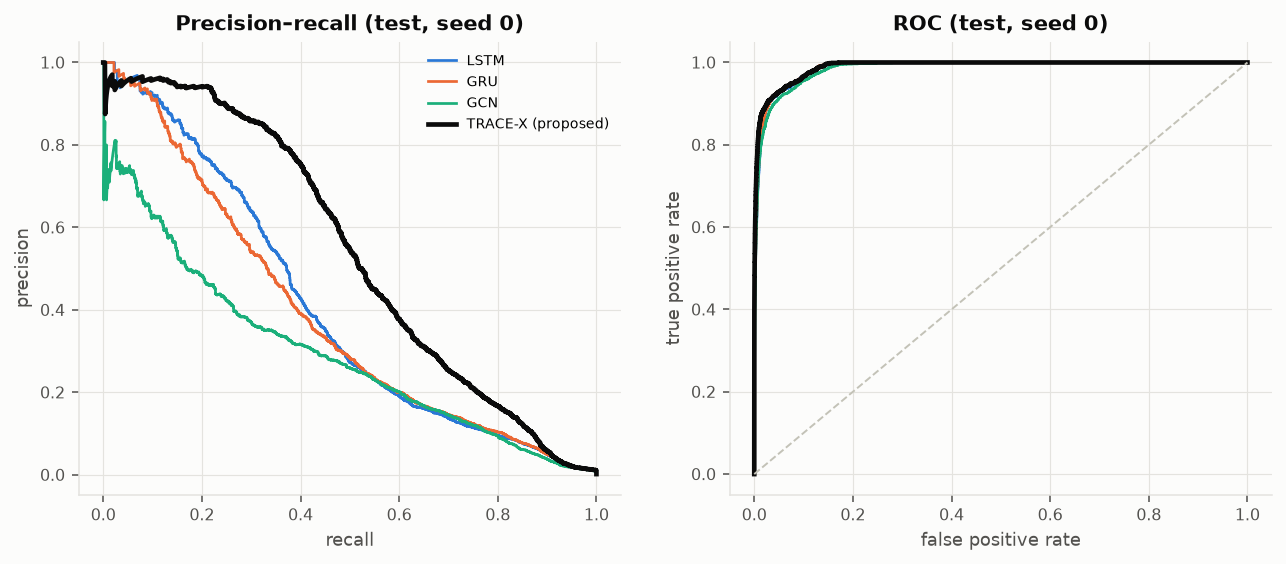 Precision–recall (test, seed 0)
1.0
0.8
0.6
0.4
0.2
0.0
precision
0.0 0.2 0.4 0.6 0.8 1.0
recall
LSTM
GRU
GCN
TRACE-X (proposed)
ROC (test, seed 0)
1.0
0.8
0.6
0.4
0.2
0.0
true positive rate
0.0 0.2 0.4 0.6 0.8 1.0
false positive rate